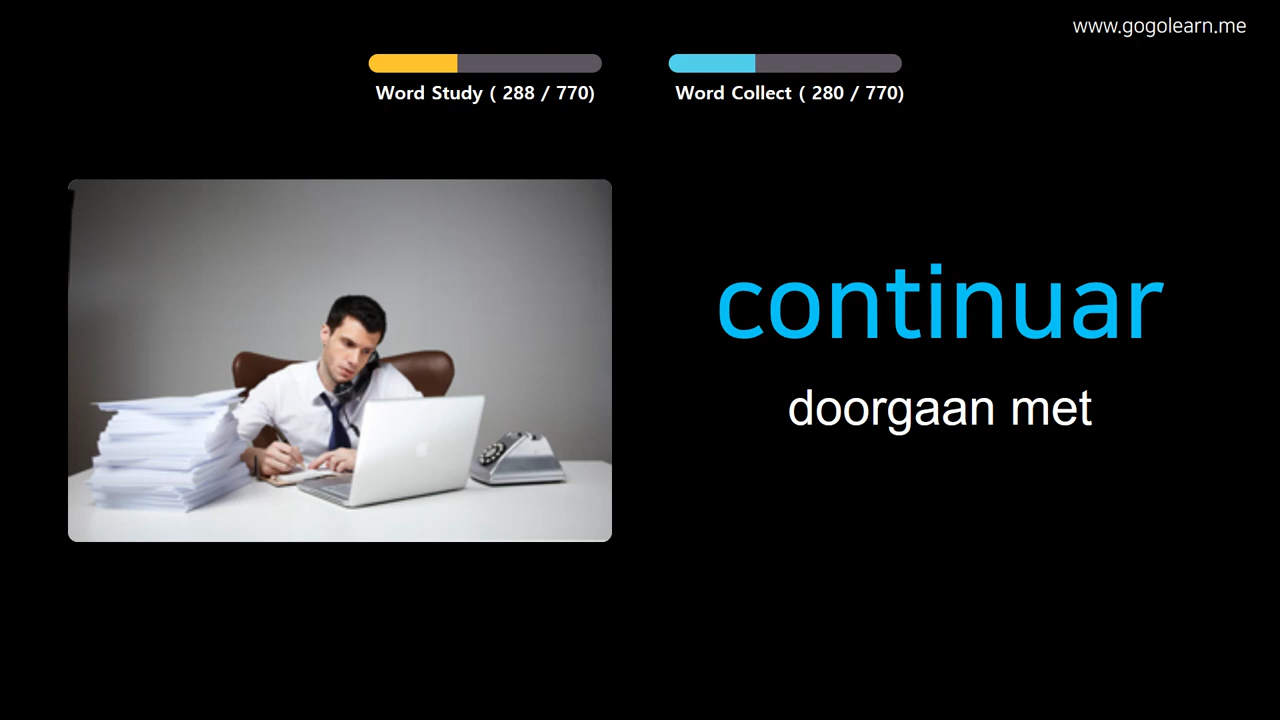 www.gogolearn.me
Word Study ( 288 / 770)
Word Collect ( 280 / 770)
continuar
doorgaan met